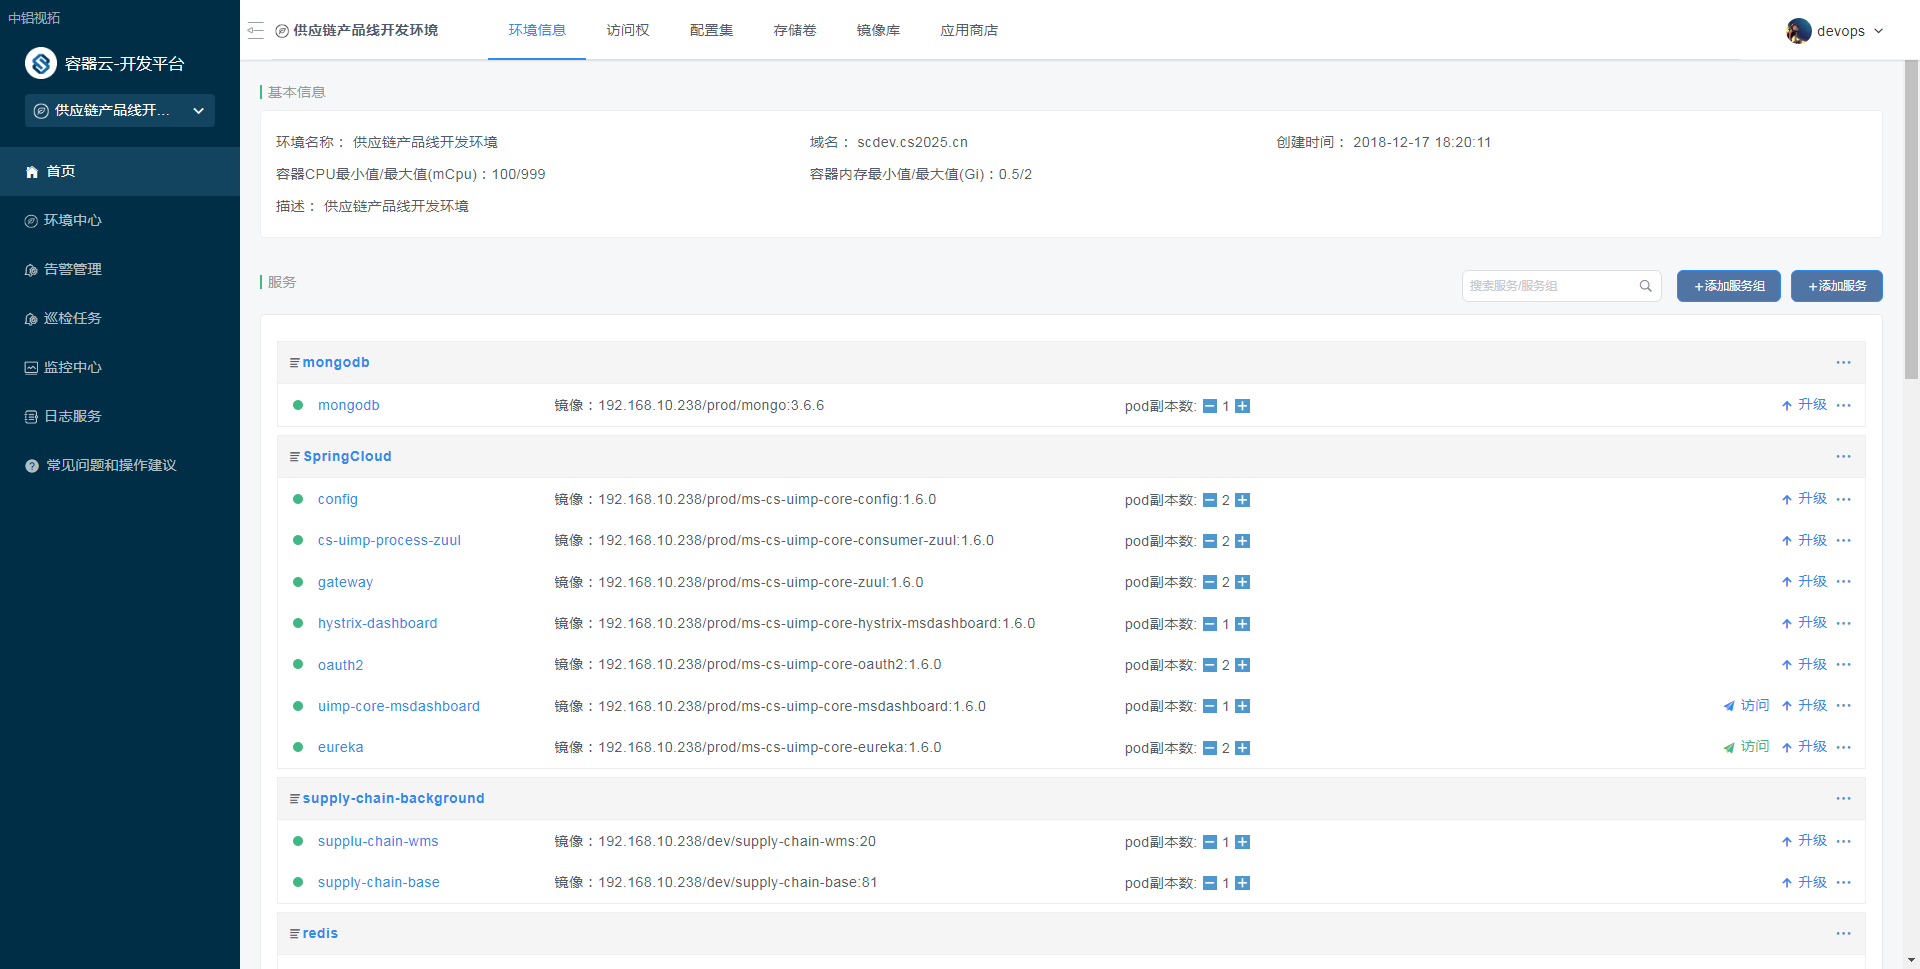 中铝视拓
容器云-开发平台
供应链产品线开...
首页
环境中心
告警管理
巡检任务
监控中心
日志服务
常见问题和操作建议
供应链产品线开发环境 环境信息 访问权 配置集 存储卷 镜像库 应用商店 devops
基本信息
环境名称： 供应链产品线开发环境 域名： scdev.cs2025.cn 创建时间： 2018-12-17 18:20:11
容器CPU最小值/最大值(mCpu)：100/999 容器内存最小值/最大值(Gi)：0.5/2
描述： 供应链产品线开发环境
服务 搜索服务/服务组 +添加服务组 +添加服务
mongodb ...
mongodb 镜像：192.168.10.238/prod/mongo:3.6.6 pod副本数: 1 升级 ...
SpringCloud ...
config 镜像：192.168.10.238/prod/ms-cs-uimp-core-config:1.6.0 pod副本数: 2 升级 ...
cs-uimp-process-zuul 镜像：192.168.10.238/prod/ms-cs-uimp-core-consumer-zuul:1.6.0 pod副本数: 2 升级 ...
gateway 镜像：192.168.10.238/prod/ms-cs-uimp-core-zuul:1.6.0 pod副本数: 2 升级 ...
hystrix-dashboard 镜像：192.168.10.238/prod/ms-cs-uimp-core-hystrix-msdashboard:1.6.0 pod副本数: 1 升级 ...
oauth2 镜像：192.168.10.238/prod/ms-cs-uimp-core-oauth2:1.6.0 pod副本数: 2 升级 ...
uimp-core-msdashboard 镜像：192.168.10.238/prod/ms-cs-uimp-core-msdashboard:1.6.0 pod副本数: 1 访问 升级 ...
eureka 镜像：192.168.10.238/prod/ms-cs-uimp-core-eureka:1.6.0 pod副本数: 2 访问 升级 ...
supply-chain-background ...
supplu-chain-wms 镜像：192.168.10.238/dev/supply-chain-wms:20 pod副本数: 1 升级 ...
supply-chain-base 镜像：192.168.10.238/dev/supply-chain-base:81 pod副本数: 1 升级 ...
redis ...